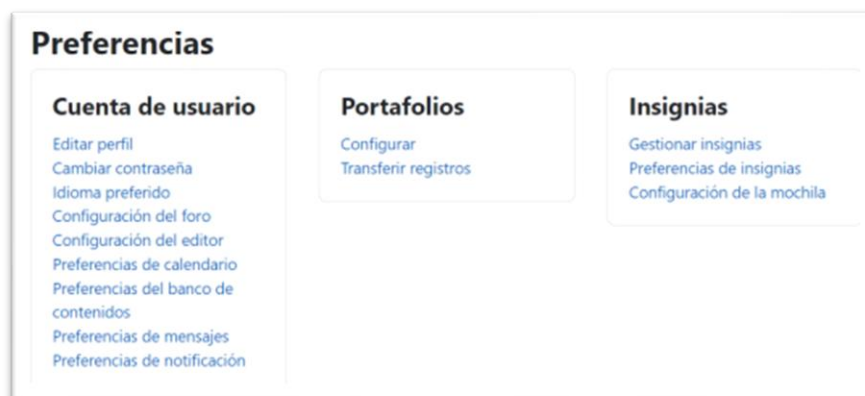 Preferencias
Cuenta de usuario
Editar perfil
Cambiar contraseña
Idioma preferido
Configuración del foro
Configuración del editor
Preferencias de calendario
Preferencias del banco de
contenidos
Preferencias de mensajes
Preferencias de notificación
Portafolios
Configurar
Transferir registros
Insignias
Gestionar insignias
Preferencias de insignias
Configuración de la mochila